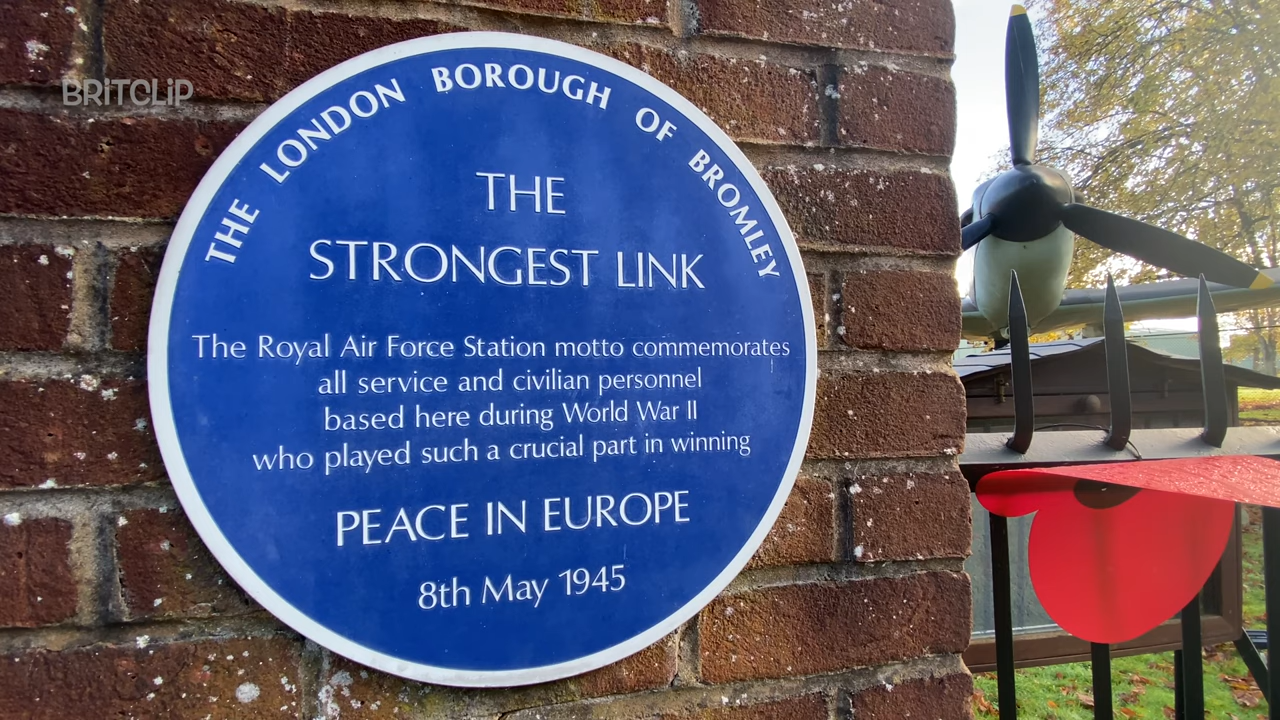 BRITCLIP
THE LONDON BOROUGH OF BROMLEY
THE
STRONGEST LINK
The Royal Air Force Station motto commemorates
all service and civilian personnel
based here during World War II
who played such a crucial part in winning
PEACE IN EUROPE
8th May 1945